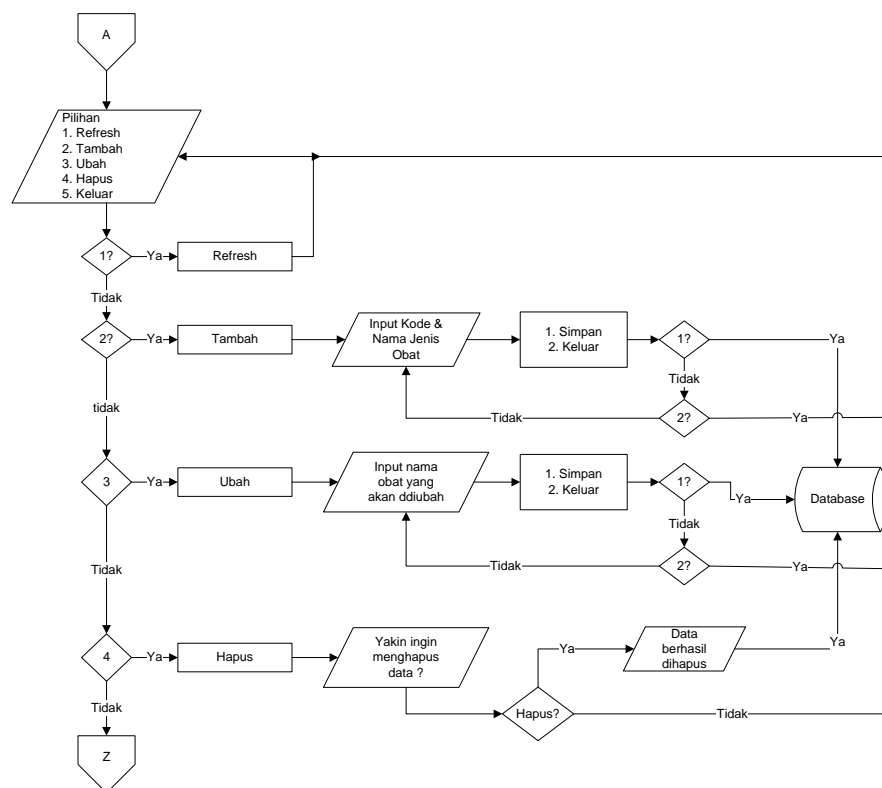 A
Pilihan
1. Refresh
2. Tambah
3. Ubah
4. Hapus
5. Keluar
1?
Ya
Refresh
Tidak
2?
Ya
Tambah
Input Kode &
Nama Jenis
Obat
1. Simpan
2. Keluar
1?
Ya
Tidak
tidak
Tidak
2?
Ya
3
Ya
Ubah
Input nama
obat yang
akan ddiubah
1. Simpan
2. Keluar
1?
Ya
Database
Tidak
Tidak
Tidak
2?
Ya
4
Ya
Hapus
Yakin ingin
menghapus
data ?
Ya
Data
berhasil
dihapus
Ya
Tidak
Hapus?
Tidak
Z